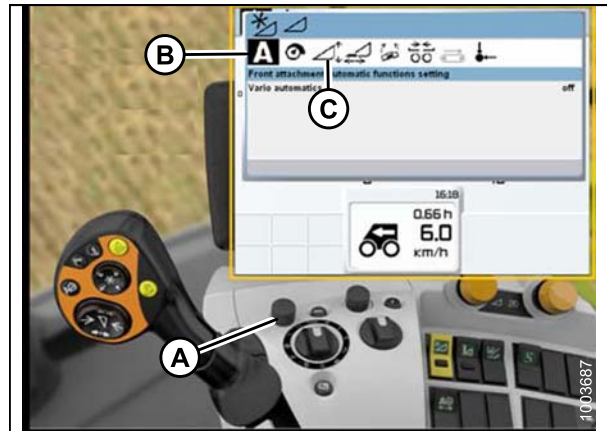 B
A
C
Front attachment automatic functions setting
Vario automatics off
16:18
0.66 h
6.0
km/h
A
1003687